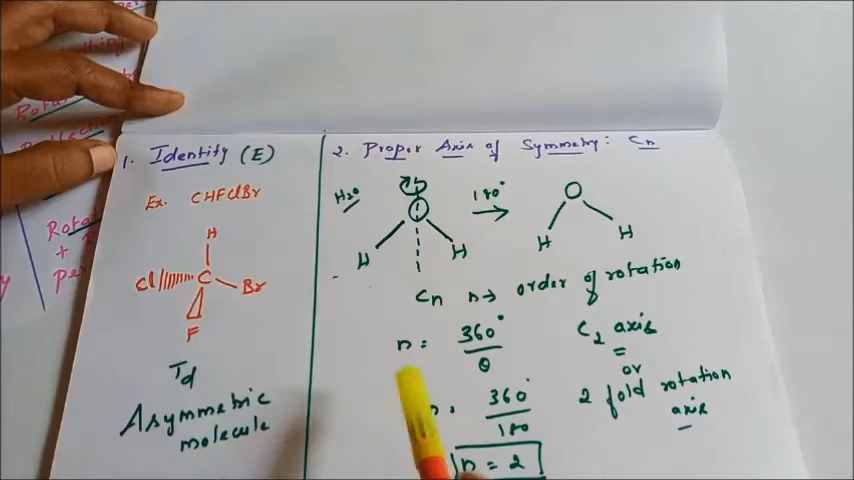 1. Identity (E)
Ex. CHFClBr
H
Cl C Br
F
Td
Asymmetric
molecule
2. Proper Axis of Symmetry: Cn
H2O
180°
O
H H
O
H H
Cn n→ order of rotation
n = 360° / θ
n = 360° / 180
n = 2
C2 axis
or
2 fold rotation
axis
+